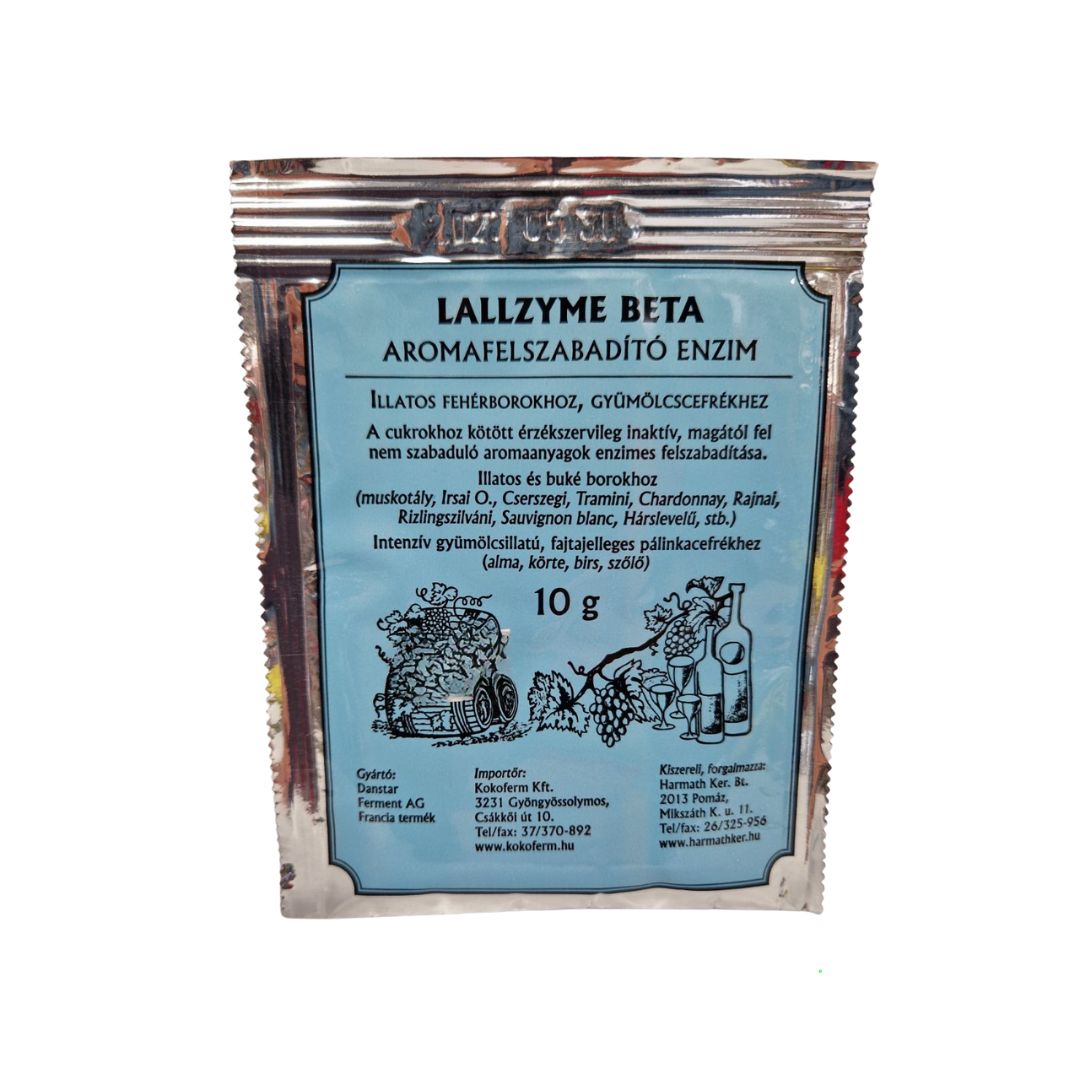 LALLZYME BETA
AROMAFELSZABADÍTÓ ENZIM
ILLATOS FEHÉRBOROKHOZ, GYÜMÖLCSCEFRÉKHEZ
A cukrokhoz kötött érzékszervileg inaktív, magától fel
nem szabaduló aromaanyagok enzimes felszabadítása.
Illatos és buké borokhoz
(muskotály, Irsai O., Cserszegi, Tramini, Chardonnay, Rajnai,
Rizlingszilváni, Sauvignon blanc, Hárslevelű, stb.)
Intenzív gyümölcsillatú, fajtajelleges pálinkacefrékhez
(alma, körte, birs, szőlő)
10 g
Gyártó:
Danstar
Ferment AG
Francia termék
Importőr:
Kokoferm Kft.
3231 Gyöngyössolymos,
Csákkői út 10.
Tel/fax: 37/370-892
www.kokoferm.hu
Kiszereli, forgalmazza:
Harmath Ker. Bt.
2013 Pomáz,
Mikszáth K. u. 11.
Tel/fax: 26/325-956
www.harmathker.hu